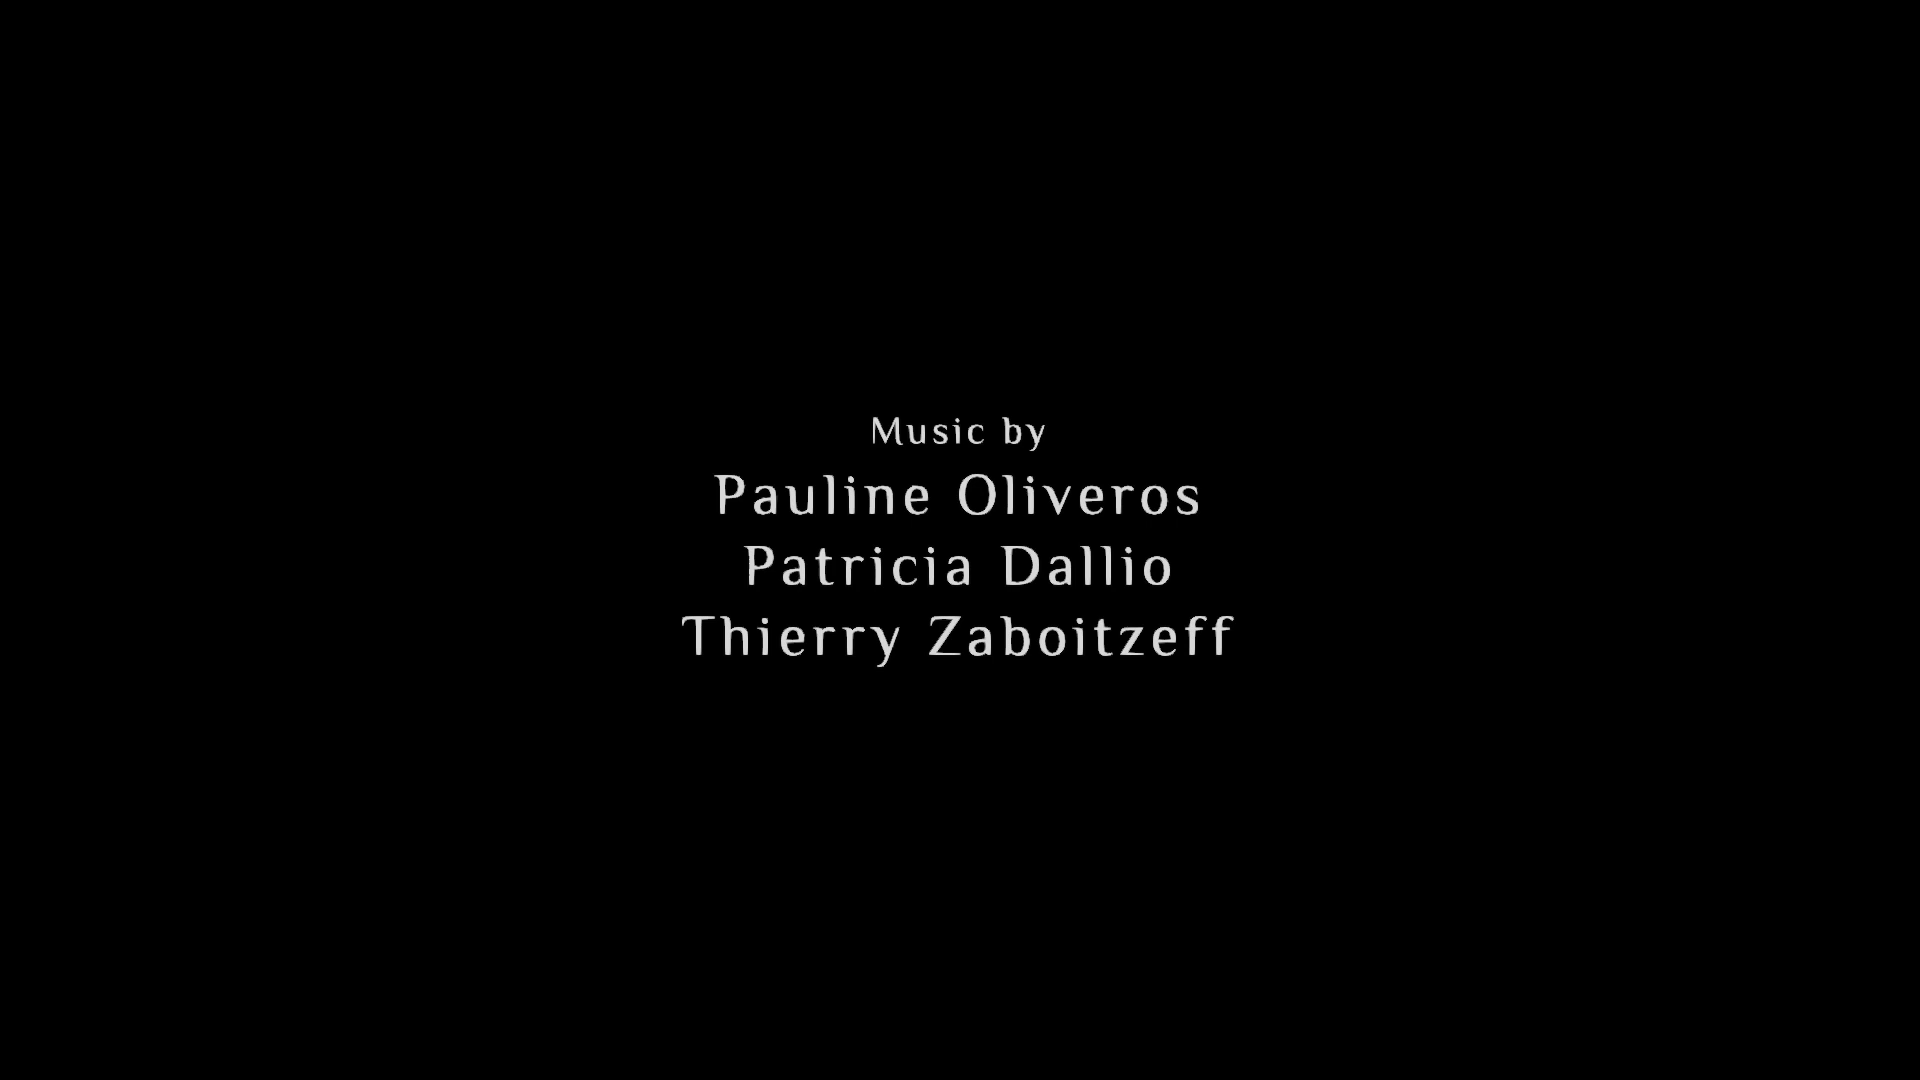 Music by
Pauline Oliveros
Patricia Dallio
Thierry Zaboitzeff